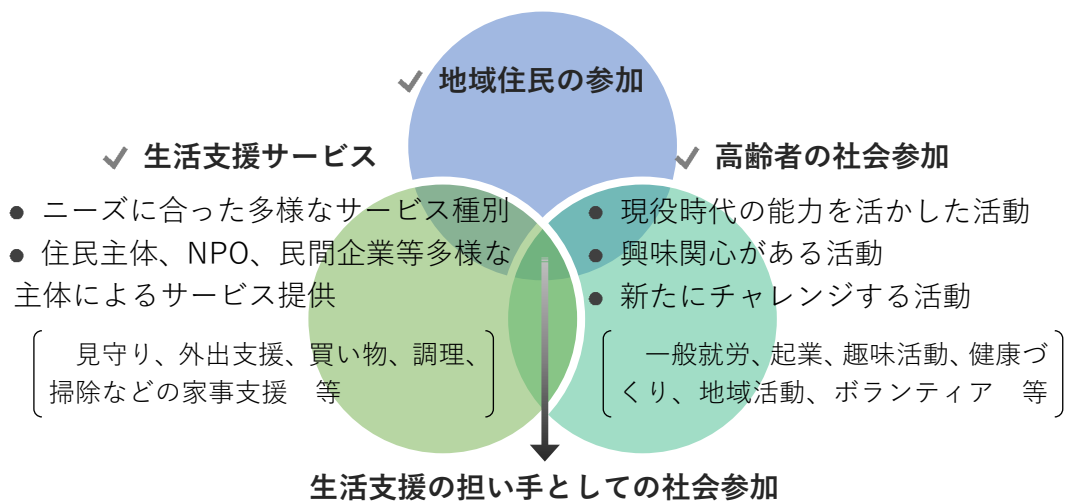 ✓ 地域住民の参加
✓ 生活支援サービス
● ニーズに合った多様なサービス種別
● 住民主体、NPO、民間企業等多様な
主体によるサービス提供
見守り、外出支援、買い物、調理、
掃除などの家事支援　等
✓ 高齢者の社会参加
● 現役時代の能力を活かした活動
● 興味関心がある活動
● 新たにチャレンジする活動
一般就労、起業、趣味活動、健康づ
くり、地域活動、ボランティア　等
生活支援の担い手としての社会参加